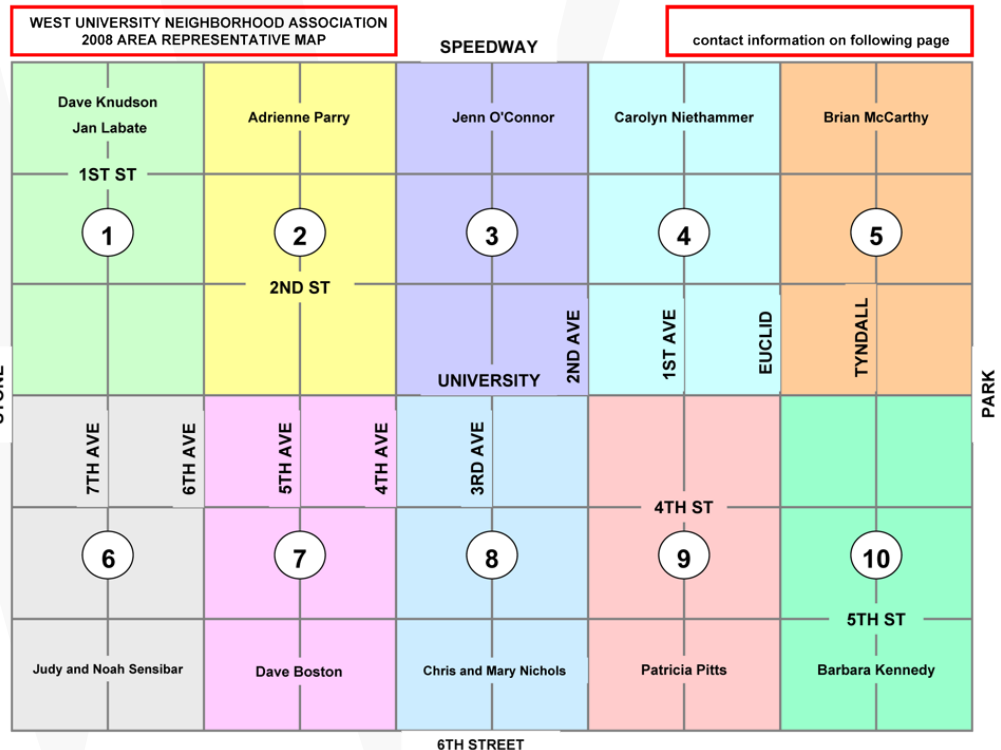 WEST UNIVERSITY NEIGHBORHOOD ASSOCIATION
2008 AREA REPRESENTATIVE MAP
contact information on following page
SPEEDWAY
Dave Knudson
Jan Labate
Adrienne Parry
Jenn O'Connor
Carolyn Niethammer
Brian McCarthy
1ST ST
1
2
3
4
5
2ND ST
2ND AVE
1ST AVE
EUCLID
TYNDALL
UNIVERSITY
PARK
7TH AVE
6TH AVE
5TH AVE
4TH AVE
3RD AVE
4TH ST
6
7
8
9
10
5TH ST
Judy and Noah Sensibar
Dave Boston
Chris and Mary Nichols
Patricia Pitts
Barbara Kennedy
6TH STREET